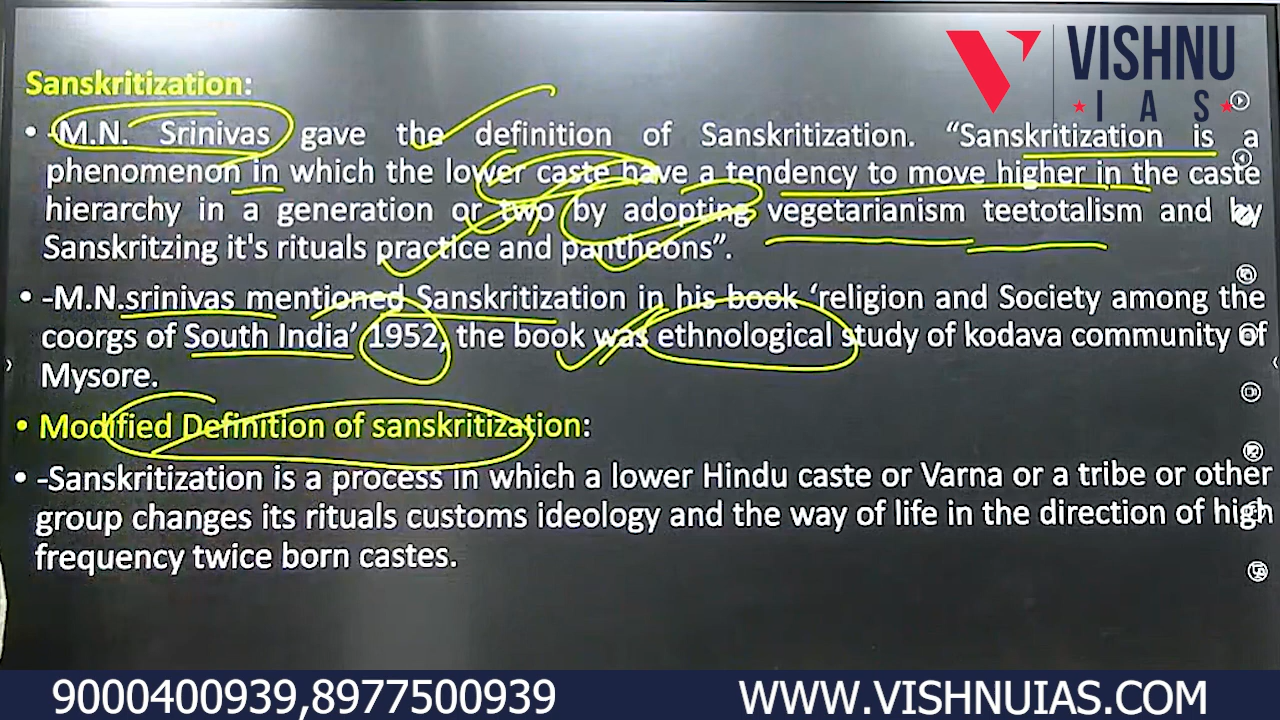 VISHNU
IAS
Sanskritization:
• -M.N. Srinivas gave the definition of Sanskritization. “Sanskritization is a
phenomenon in which the lower caste have a tendency to move higher in the caste
hierarchy in a generation or two by adopting vegetarianism teetotalism and by
Sanskritzing it's rituals practice and pantheons”.
• -M.N.srinivas mentioned Sanskritization in his book ‘religion and Society among the
coorgs of South India’ 1952, the book was ethnological study of kodava community of
Mysore.
• Modified Definition of sanskritization:
• -Sanskritization is a process in which a lower Hindu caste or Varna or a tribe or other
group changes its rituals customs ideology and the way of life in the direction of high
frequency twice born castes.
9000400939,8977500939 WWW.VISHNUIAS.COM